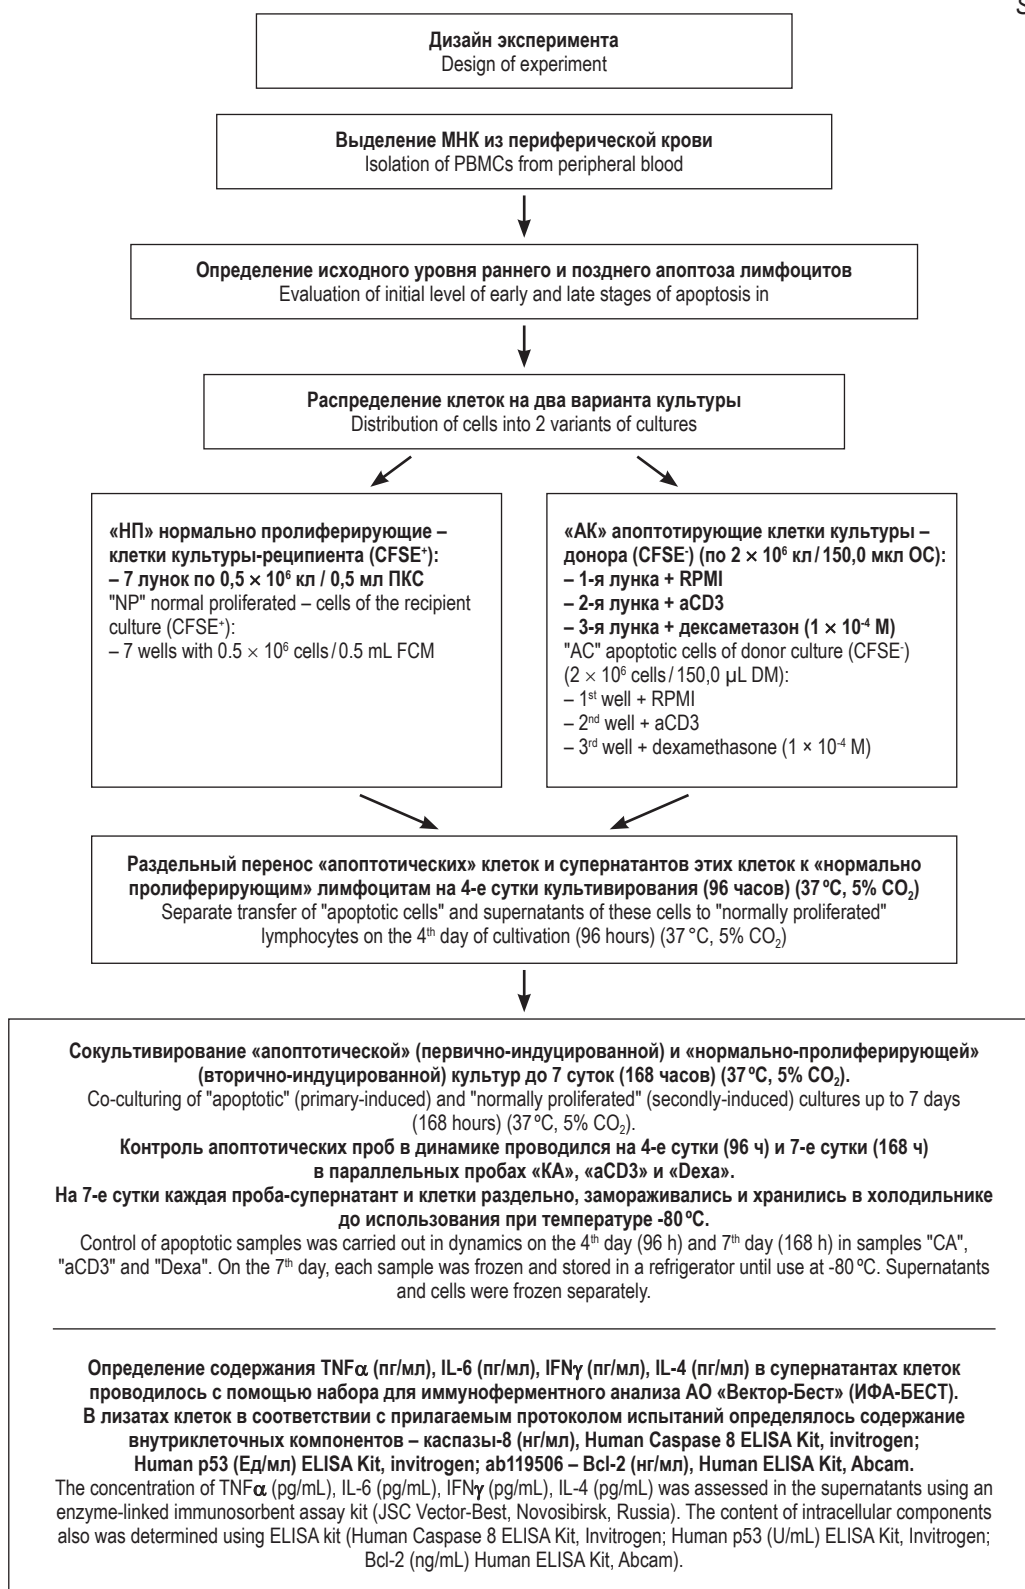 S
Дизайн эксперимента
Design of experiment
Выделение МНК из периферической крови
Isolation of PBMCs from peripheral blood
Определение исходного уровня раннего и позднего апоптоза лимфоцитов
Evaluation of initial level of early and late stages of apoptosis in
Распределение клеток на два варианта культуры
Distribution of cells into 2 variants of cultures
«НП» нормально пролиферирующие –
клетки культуры-реципиента (CFSE⁺):
– 7 лунок по 0,5 × 10⁶ кл / 0,5 мл ПКС
"NP" normal proliferated – cells of the recipient
culture (CFSE⁺):
– 7 wells with 0.5 × 10⁶ cells / 0.5 mL FCM
«АК» апоптотирующие клетки культуры –
донора (CFSE⁻) (по 2 × 10⁶ кл / 150,0 мкл ОС):
– 1-я лунка + RPMI
– 2-я лунка + aCD3
– 3-я лунка + дексаметазон (1 × 10⁻⁴ М)
"AC" apoptotic cells of donor culture (CFSE⁻)
(2 × 10⁶ cells / 150,0 µL DM):
– 1ˢᵗ well + RPMI
– 2ⁿᵈ well + aCD3
– 3ʳᵈ well + dexamethasone (1 × 10⁻⁴ M)
Раздельный перенос «апоптотических» клеток и супернатантов этих клеток к «нормально
пролиферирующим» лимфоцитам на 4-е сутки культивирования (96 часов) (37 ºC, 5% CO₂)
Separate transfer of "apoptotic cells" and supernatants of these cells to "normally proliferated"
lymphocytes on the 4ᵗʰ day of cultivation (96 hours) (37 °C, 5% CO₂)
Сокультивирование «апоптотической» (первично-индуцированной) и «нормально-пролиферирующей»
(вторично-индуцированной) культур до 7 суток (168 часов) (37 ºC, 5% CO₂).
Co-culturing of "apoptotic" (primary-induced) and "normally proliferated" (secondly-induced) cultures up to 7 days
(168 hours) (37 ºC, 5% CO₂).
Контроль апоптотических проб в динамике проводился на 4-е сутки (96 ч) и 7-е сутки (168 ч)
в параллельных пробах «КА», «aCD3» и «Dexa».
На 7-е сутки каждая проба-супернатант и клетки раздельно, замораживались и хранились в холодильнике
до использования при температуре -80 ºC.
Control of apoptotic samples was carried out in dynamics on the 4ᵗʰ day (96 h) and 7ᵗʰ day (168 h) in samples "CA",
"aCD3" and "Dexa". On the 7ᵗʰ day, each sample was frozen and stored in a refrigerator until use at -80 ºC. Supernatants
and cells were frozen separately.
Определение содержания TNFα (пг/мл), IL-6 (пг/мл), IFNγ (пг/мл), IL-4 (пг/мл) в супернатантах клеток
проводилось с помощью набора для иммуноферментного анализа АО «Вектор-Бест» (ИФА-БЕСТ).
В лизатах клеток в соответствии с прилагаемым протоколом испытаний определялось содержание
внутриклеточных компонентов – каспазы-8 (нг/мл), Human Caspase 8 ELISA Kit, invitrogen;
Human p53 (Ед/мл) ELISA Kit, invitrogen; ab119506 – Bcl-2 (нг/мл), Human ELISA Kit, Abcam.
The concentration of TNFα (pg/mL), IL-6 (pg/mL), IFNγ (pg/mL), IL-4 (pg/mL) was assessed in the supernatants using an
enzyme-linked immunosorbent assay kit (JSC Vector-Best, Novosibirsk, Russia). The content of intracellular components
also was determined using ELISA kit (Human Caspase 8 ELISA Kit, Invitrogen; Human p53 (U/mL) ELISA Kit, Invitrogen;
Bcl-2 (ng/mL) Human ELISA Kit, Abcam).